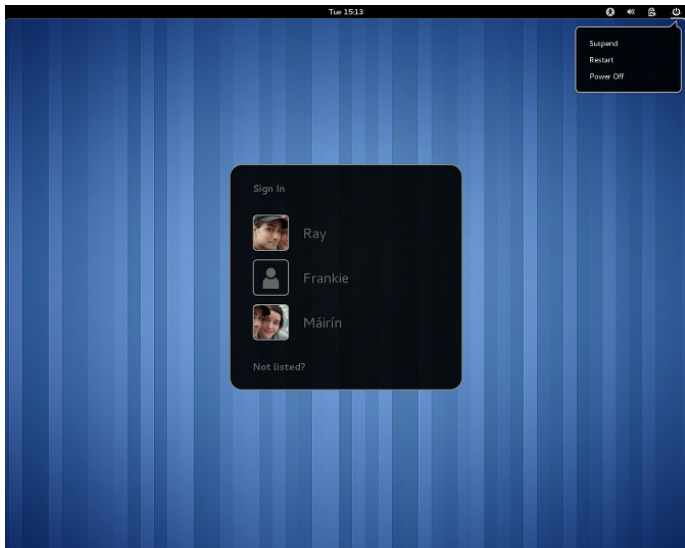 Tue 15:13
Suspend
Restart
Power Off
Sign In
Ray
Frankie
Máirín
Not listed?